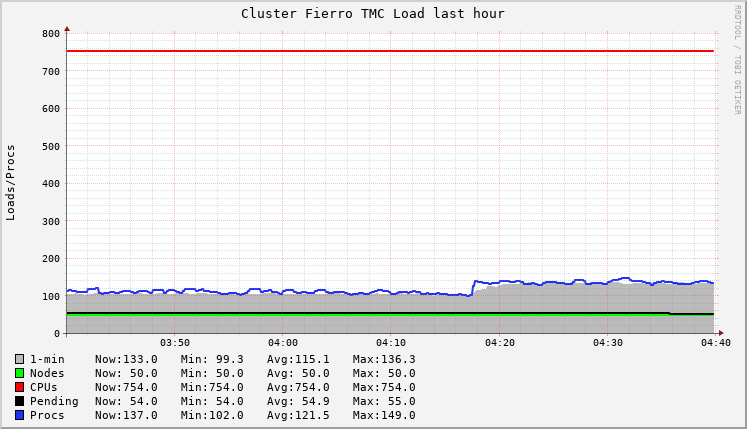 Cluster Fierro TMC Load last hour
RRDTOOL / TOBI OETIKER
Loads/Procs
800
700
600
500
400
300
200
100
0
03:50 04:00 04:10 04:20 04:30 04:40
1-min Now:133.0 Min: 99.3 Avg:115.1 Max:136.3
Nodes Now: 50.0 Min: 50.0 Avg: 50.0 Max: 50.0
CPUs Now:754.0 Min:754.0 Avg:754.0 Max:754.0
Pending Now: 54.0 Min: 54.0 Avg: 54.9 Max: 55.0
Procs Now:137.0 Min:102.0 Avg:121.5 Max:149.0